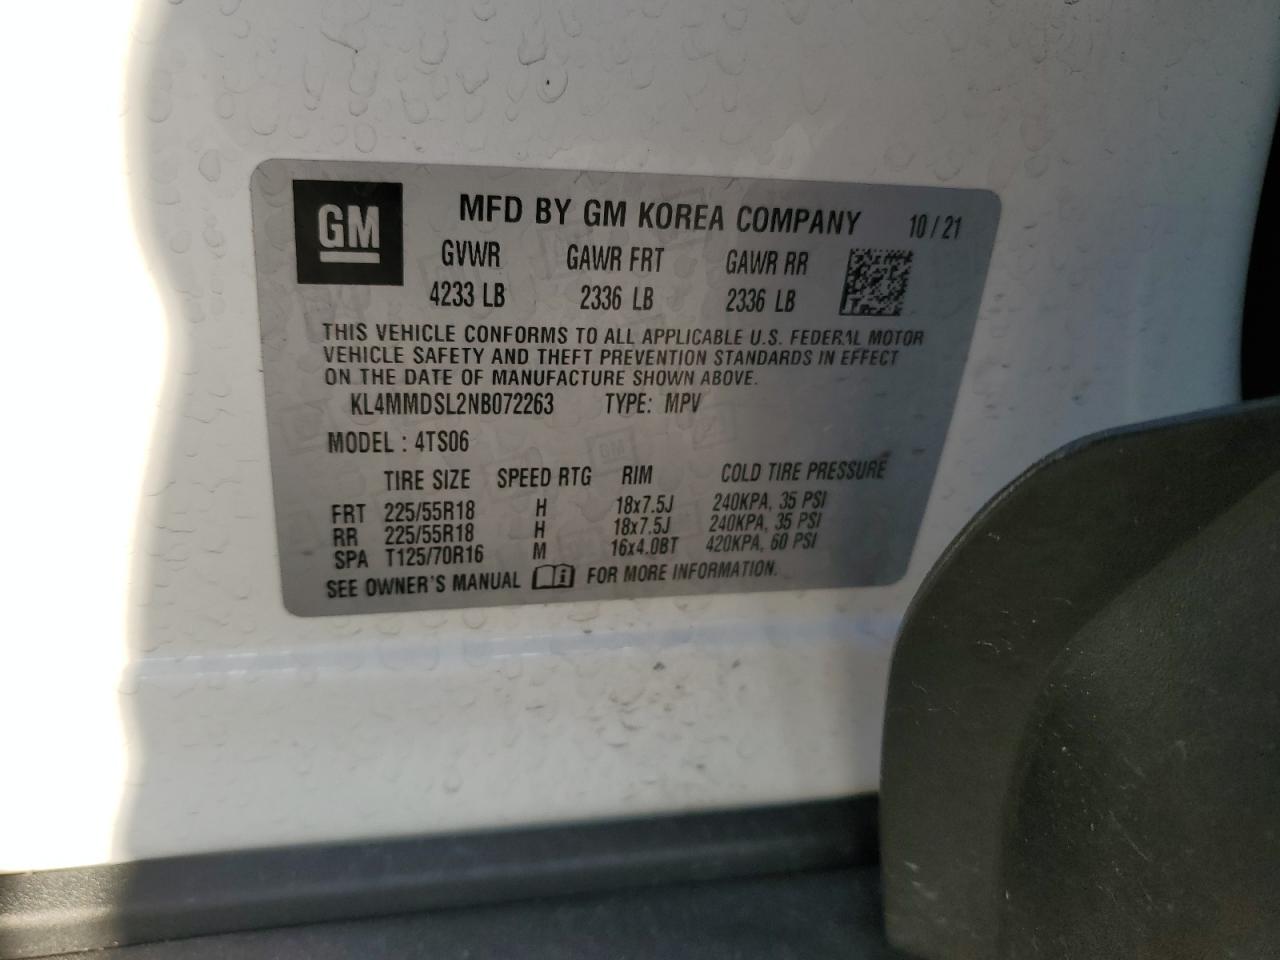 GM
MFD BY GM KOREA COMPANY 10/21
GVWR GAWR FRT GAWR RR
4233 LB 2336 LB 2336 LB
THIS VEHICLE CONFORMS TO ALL APPLICABLE U.S. FEDERAL MOTOR
VEHICLE SAFETY AND THEFT PREVENTION STANDARDS IN EFFECT
ON THE DATE OF MANUFACTURE SHOWN ABOVE.
KL4MMDSL2NB072263 TYPE: MPV
MODEL : 4TS06
TIRE SIZE SPEED RTG RIM COLD TIRE PRESSURE
FRT 225/55R18 H 18x7.5J 240KPA, 35 PSI
RR 225/55R18 H 18x7.5J 240KPA, 35 PSI
SPA T125/70R16 M 16x4.0BT 420KPA, 60 PSI
SEE OWNER'S MANUAL FOR MORE INFORMATION.